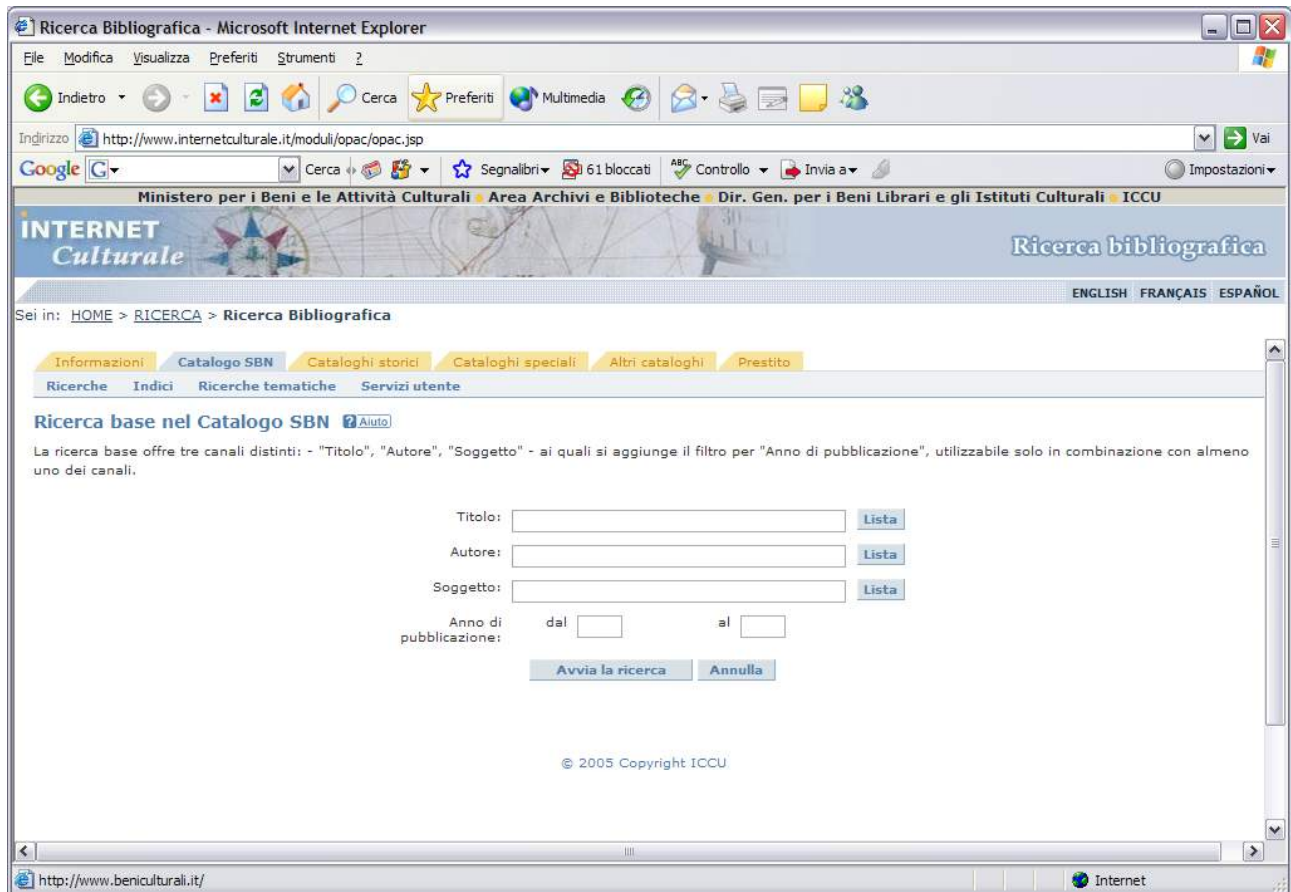 Ricerca Bibliografica - Microsoft Internet Explorer
File Modifica Visualizza Preferiti Strumenti ?
Indietro Cerca Preferiti Multimedia
Indirizzo http://www.internetculturale.it/moduli/opac/opac.jsp Vai
Google G Cerca Segnalibri 61 bloccati ABC Controllo Invia a Impostazioni
Ministero per i Beni e le Attività Culturali Area Archivi e Biblioteche Dir. Gen. per i Beni Librari e gli Istituti Culturali ICCU
INTERNET
Culturale
Ricerca bibliografica
ENGLISH FRANÇAIS ESPAÑOL
Sei in: HOME > RICERCA > Ricerca Bibliografica
Informazioni Catalogo SBN Cataloghi storici Cataloghi speciali Altri cataloghi Prestito
Ricerche Indici Ricerche tematiche Servizi utente
Ricerca base nel Catalogo SBN ? Aiuto
La ricerca base offre tre canali distinti: - "Titolo", "Autore", "Soggetto" - ai quali si aggiunge il filtro per "Anno di pubblicazione", utilizzabile solo in combinazione con almeno
uno dei canali.
Titolo: Lista
Autore: Lista
Soggetto: Lista
Anno di dal al
pubblicazione:
Avvia la ricerca Annulla
© 2005 Copyright ICCU
http://www.beniculturali.it/ Internet